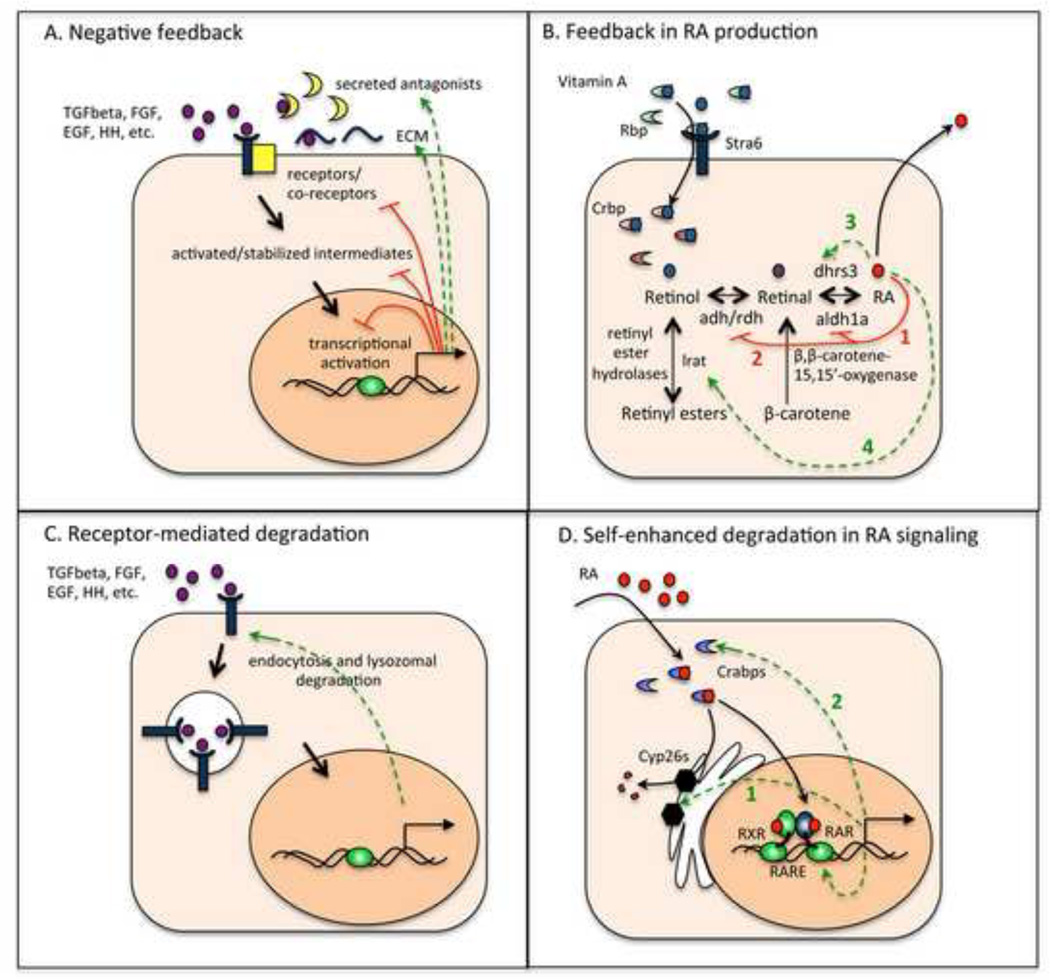 A. Negative feedback
secreted antagonists
TGFbeta, FGF,
EGF, HH, etc.
ECM
receptors/
co-receptors
activated/stabilized intermediates
transcriptional
activation
B. Feedback in RA production
Vitamin A
Rbp
Stra6
Crbp
3
dhrs3
Retinol
Retinal
RA
adh/rdh
aldh1a
1
retinyl
ester
hydrolases
lrat
2
β,β-carotene-
15,15'-oxygenase
Retinyl esters
β-carotene
4
C. Receptor-mediated degradation
TGFbeta, FGF,
EGF, HH, etc.
endocytosis and lysozomal
degradation
D. Self-enhanced degradation in RA signaling
RA
Crabps
2
Cyp26s
1
RXR
RAR
RARE